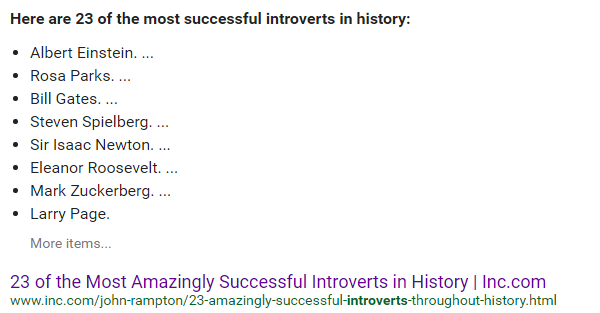 Here are 23 of the most successful introverts in history:
• Albert Einstein. ...
• Rosa Parks. ...
• Bill Gates. ...
• Steven Spielberg. ...
• Sir Isaac Newton. ...
• Eleanor Roosevelt. ...
• Mark Zuckerberg. ...
• Larry Page.
More items...
23 of the Most Amazingly Successful Introverts in History | Inc.com
www.inc.com/john-rampton/23-amazingly-successful-introverts-throughout-history.html